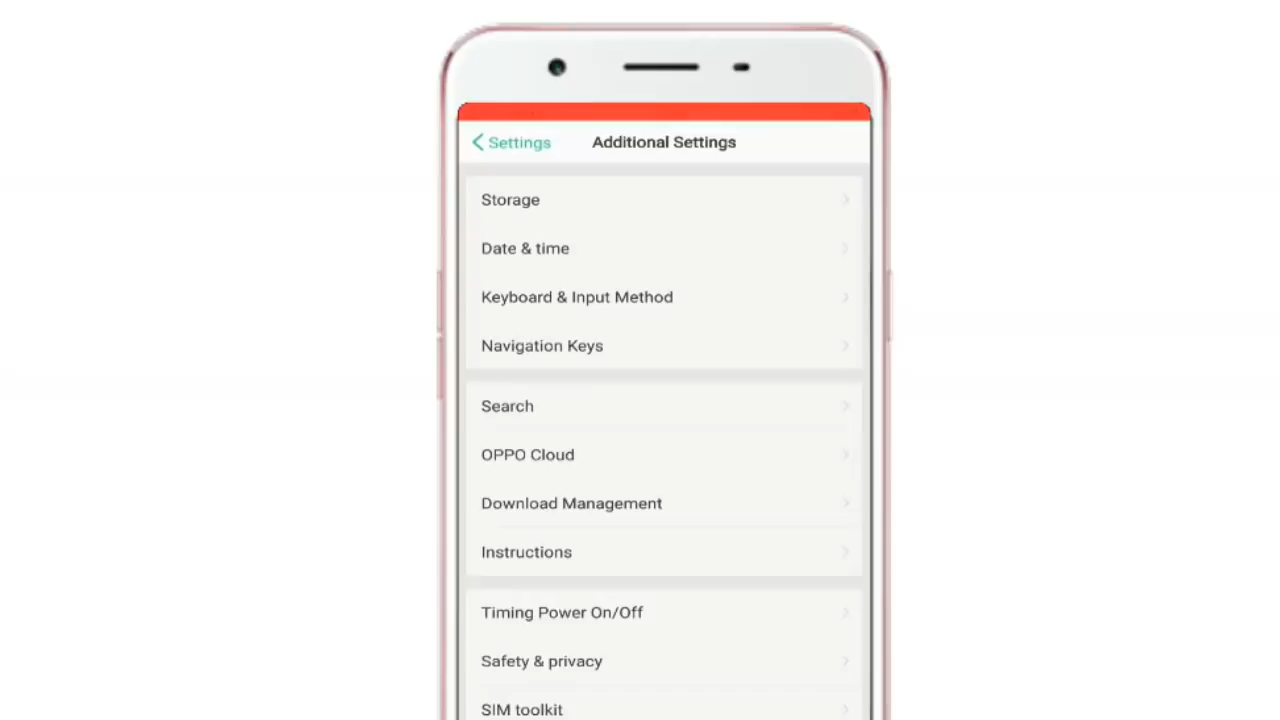 Settings
Additional Settings
Storage
Date & time
Keyboard & Input Method
Navigation Keys
Search
OPPO Cloud
Download Management
Instructions
Timing Power On/Off
Safety & privacy
SIM toolkit